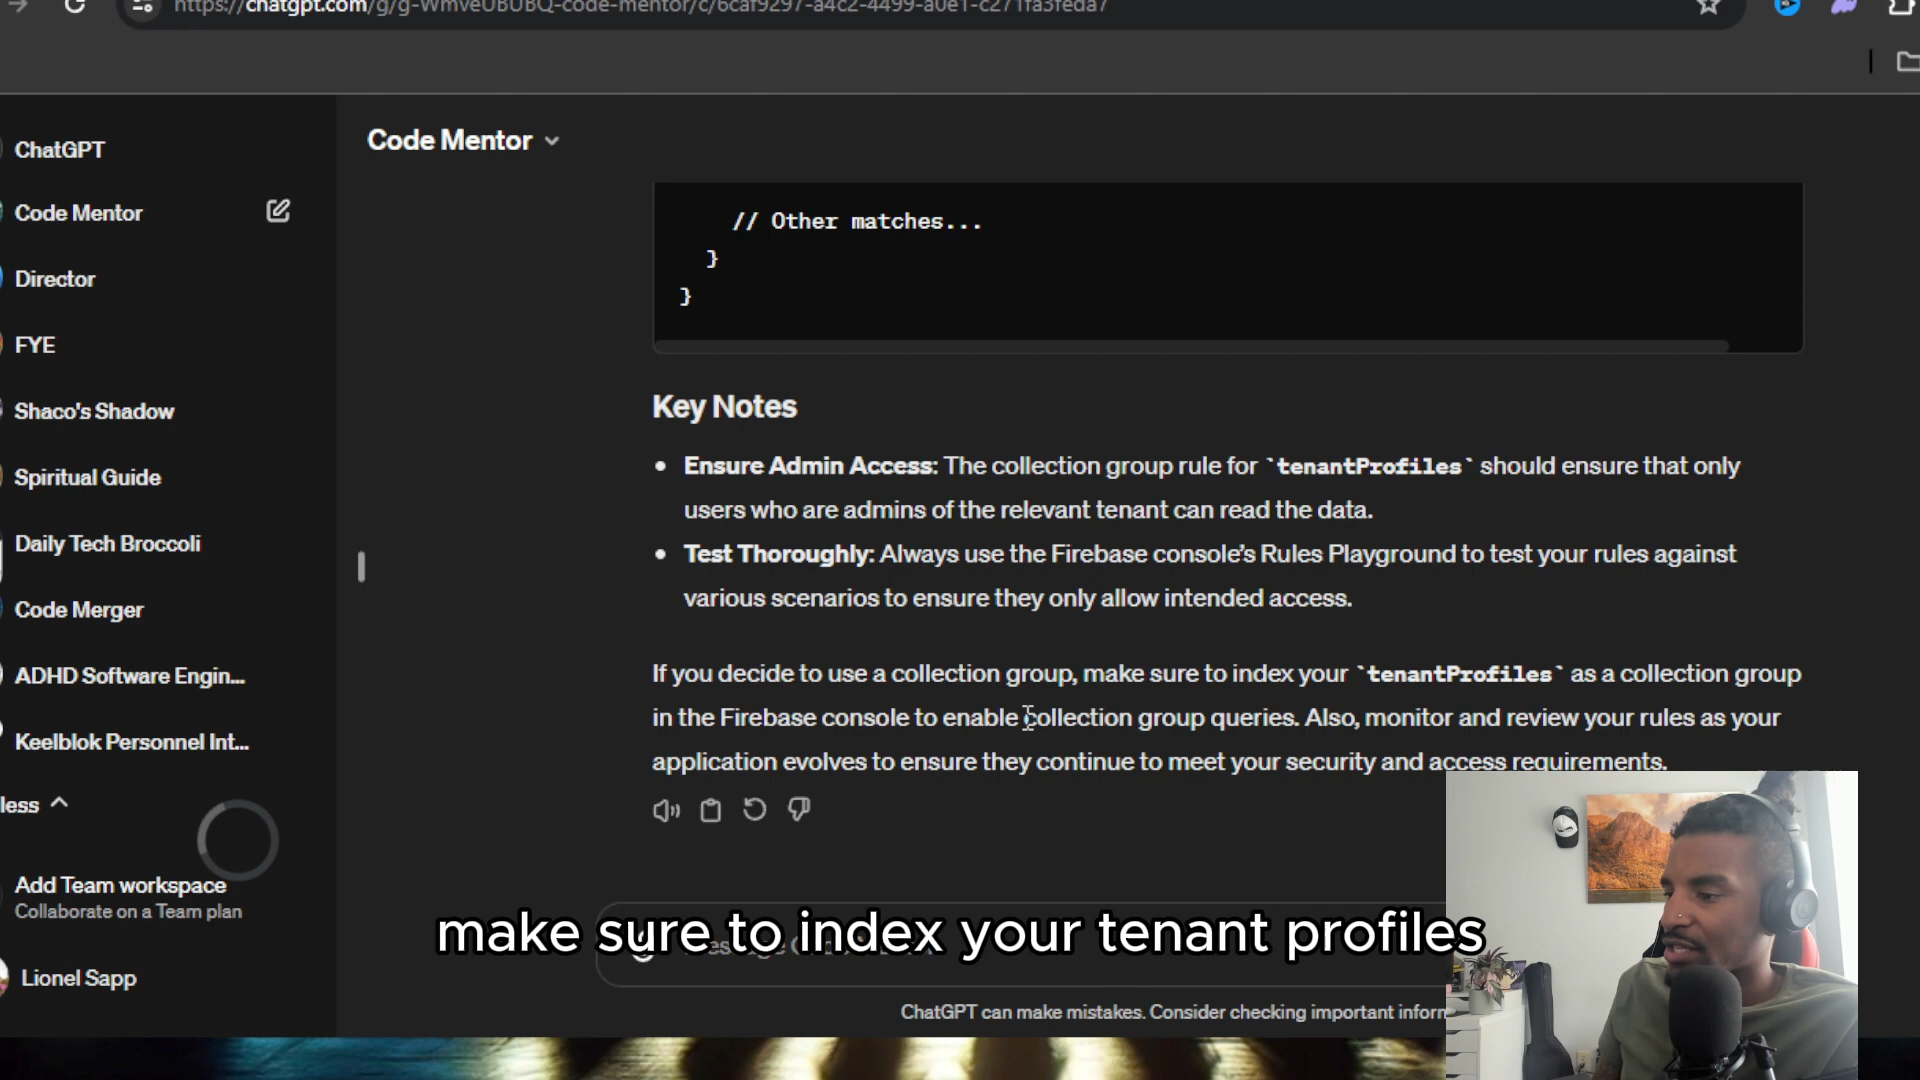 https://chatgpt.com/g/g-WmveUBUBQ-code-mentor/c/6caf9297-a4c2-4499-a0e1-c271fa3feda7
ChatGPT
Code Mentor
Director
FYE
Shaco's Shadow
Spiritual Guide
Daily Tech Broccoli
Code Merger
ADHD Software Engin...
Keelblok Personnel Int...
less
Add Team workspace
Collaborate on a Team plan
Lionel Sapp
Code Mentor
// Other matches...
}
}
Key Notes
• Ensure Admin Access: The collection group rule for `tenantProfiles` should ensure that only
users who are admins of the relevant tenant can read the data.
• Test Thoroughly: Always use the Firebase console's Rules Playground to test your rules against
various scenarios to ensure they only allow intended access.
If you decide to use a collection group, make sure to index your `tenantProfiles` as a collection group
in the Firebase console to enable collection group queries. Also, monitor and review your rules as your
application evolves to ensure they continue to meet your security and access requirements.
make sure to index your tenant profiles
ChatGPT can make mistakes. Consider checking important inform